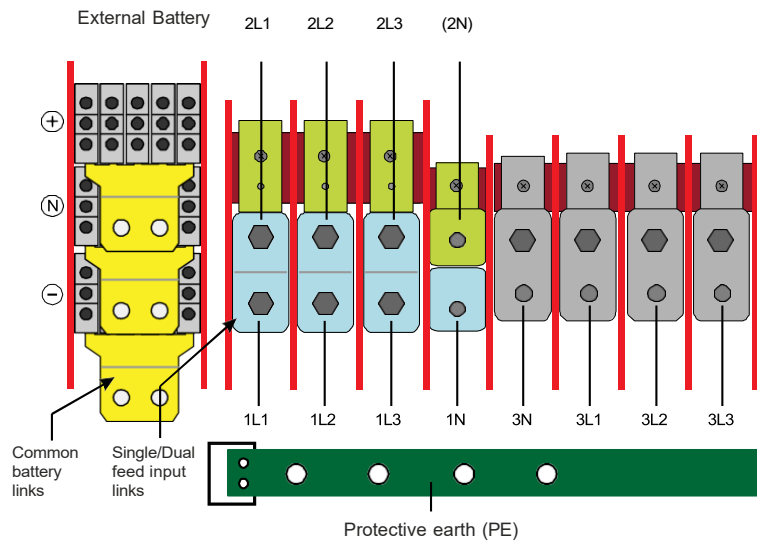 External Battery
2L1
2L2
2L3
(2N)
+
N
−
1L1
1L2
1L3
1N
3N
3L1
3L2
3L3
Common
battery
links
Single/Dual
feed input
links
Protective earth (PE)